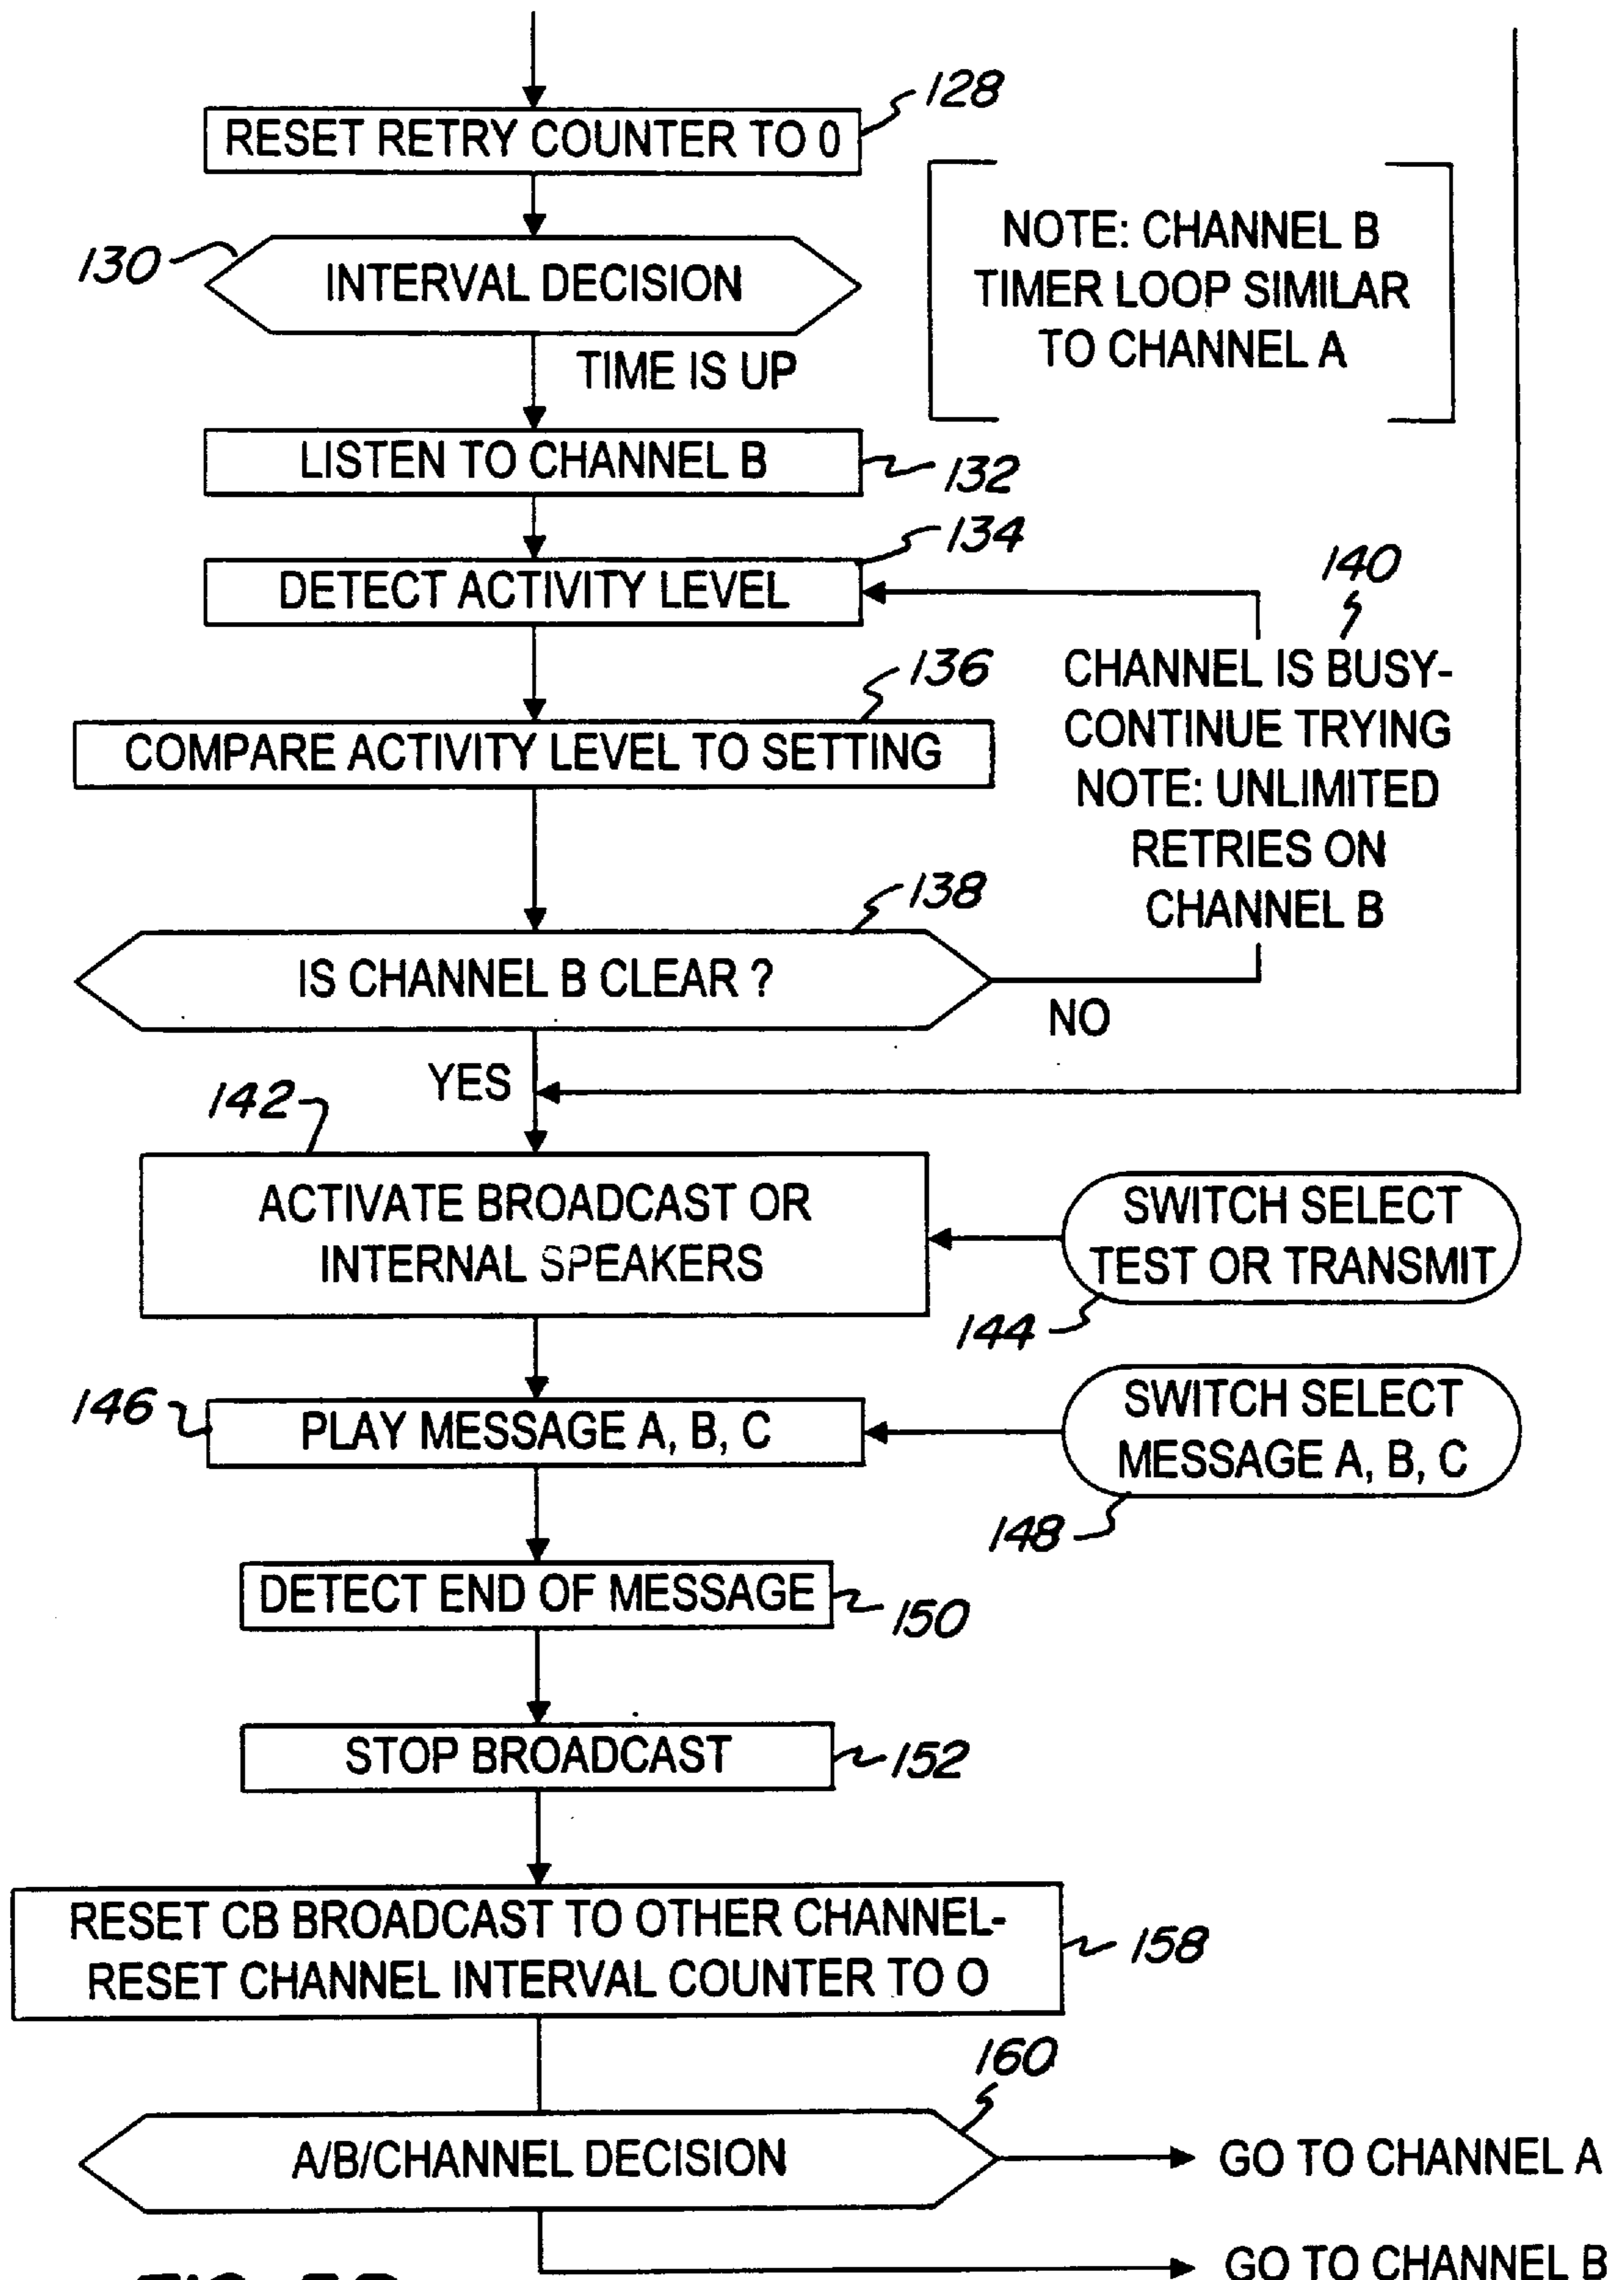 128
RESET RETRY COUNTER TO 0
130
INTERVAL DECISION
NOTE: CHANNEL B
TIMER LOOP SIMILAR
TO CHANNEL A
TIME IS UP
LISTEN TO CHANNEL B
132
134
DETECT ACTIVITY LEVEL
140
CHANNEL IS BUSY-
CONTINUE TRYING
NOTE: UNLIMITED
RETRIES ON
CHANNEL B
136
COMPARE ACTIVITY LEVEL TO SETTING
138
IS CHANNEL B CLEAR ?
NO
YES
142
ACTIVATE BROADCAST OR
INTERNAL SPEAKERS
SWITCH SELECT
TEST OR TRANSMIT
144
146
PLAY MESSAGE A, B, C
SWITCH SELECT
MESSAGE A, B, C
148
DETECT END OF MESSAGE
150
STOP BROADCAST
152
RESET CB BROADCAST TO OTHER CHANNEL-
RESET CHANNEL INTERVAL COUNTER TO O
158
160
A/B/CHANNEL DECISION
GO TO CHANNEL A
GO TO CHANNEL B